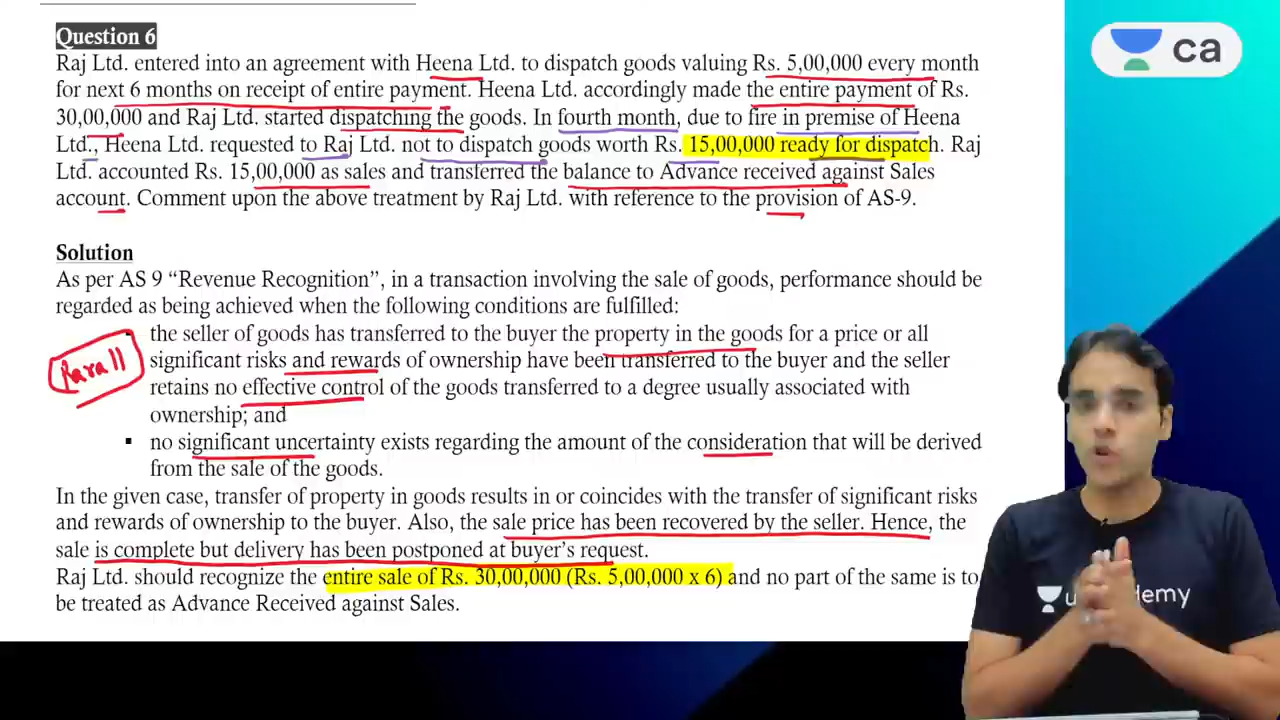 Question 6
ca
Raj Ltd. entered into an agreement with Heena Ltd. to dispatch goods valuing Rs. 5,00,000 every month
for next 6 months on receipt of entire payment. Heena Ltd. accordingly made the entire payment of Rs.
30,00,000 and Raj Ltd. started dispatching the goods. In fourth month, due to fire in premise of Heena
Ltd., Heena Ltd. requested to Raj Ltd. not to dispatch goods worth Rs. 15,00,000 ready for dispatch. Raj
Ltd. accounted Rs. 15,00,000 as sales and transferred the balance to Advance received against Sales
account. Comment upon the above treatment by Raj Ltd. with reference to the provision of AS-9.
Solution
As per AS 9 “Revenue Recognition”, in a transaction involving the sale of goods, performance should be
regarded as being achieved when the following conditions are fulfilled:
the seller of goods has transferred to the buyer the property in the goods for a price or all
Para 11
significant risks and rewards of ownership have been transferred to the buyer and the seller
retains no effective control of the goods transferred to a degree usually associated with
ownership; and
▪ no significant uncertainty exists regarding the amount of the consideration that will be derived
from the sale of the goods.
In the given case, transfer of property in goods results in or coincides with the transfer of significant risks
and rewards of ownership to the buyer. Also, the sale price has been recovered by the seller. Hence, the
sale is complete but delivery has been postponed at buyer’s request.
Raj Ltd. should recognize the entire sale of Rs. 30,00,000 (Rs. 5,00,000 x 6) and no part of the same is to
be treated as Advance Received against Sales.